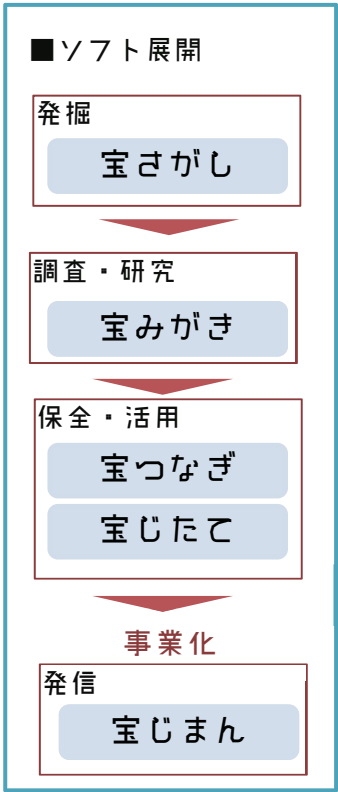 ■ソフト展開
発掘
宝さがし
調査・研究
宝みがき
保全・活用
宝つなぎ
宝じたて
事業化
発信
宝じまん